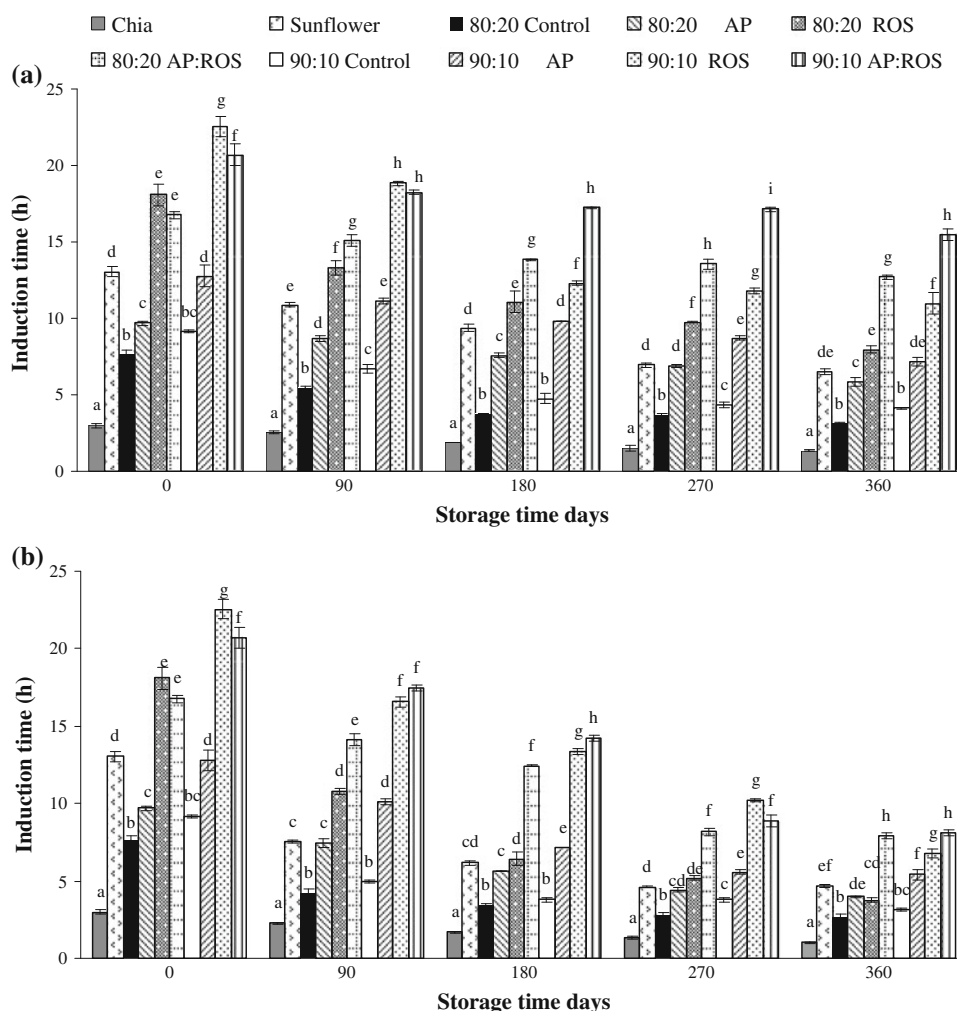 Chia Sunflower 80:20 Control 80:20 AP 80:20 ROS
80:20 AP:ROS 90:10 Control 90:10 AP 90:10 ROS 90:10 AP:ROS
(a)
25
20
15
10
5
0
Induction time (h)
a d b c e e bc d g f
a e b d f g c e h h
a d b c e g b d f h
a d b d f h c e g i
a de b c e g b de f h
0 90 180 270 360
Storage time days
(b)
25
20
15
10
5
0
Induction time (h)
a d b c e e bc d g f
a c b c d e b d f f
a cd b c d f b e g h
a d b cd de f c e g f
a ef b de cd h bc f g h
0 90 180 270 360
Storage time days